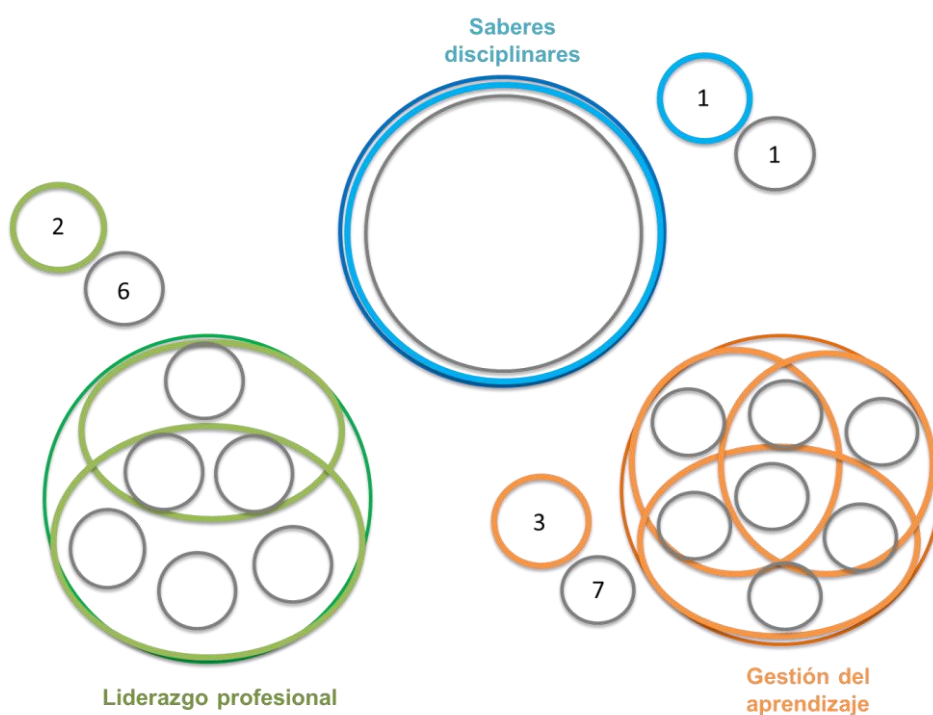 Saberes
disciplinares
1
1
2
6
3
7
Liderazgo profesional
Gestión del
aprendizaje